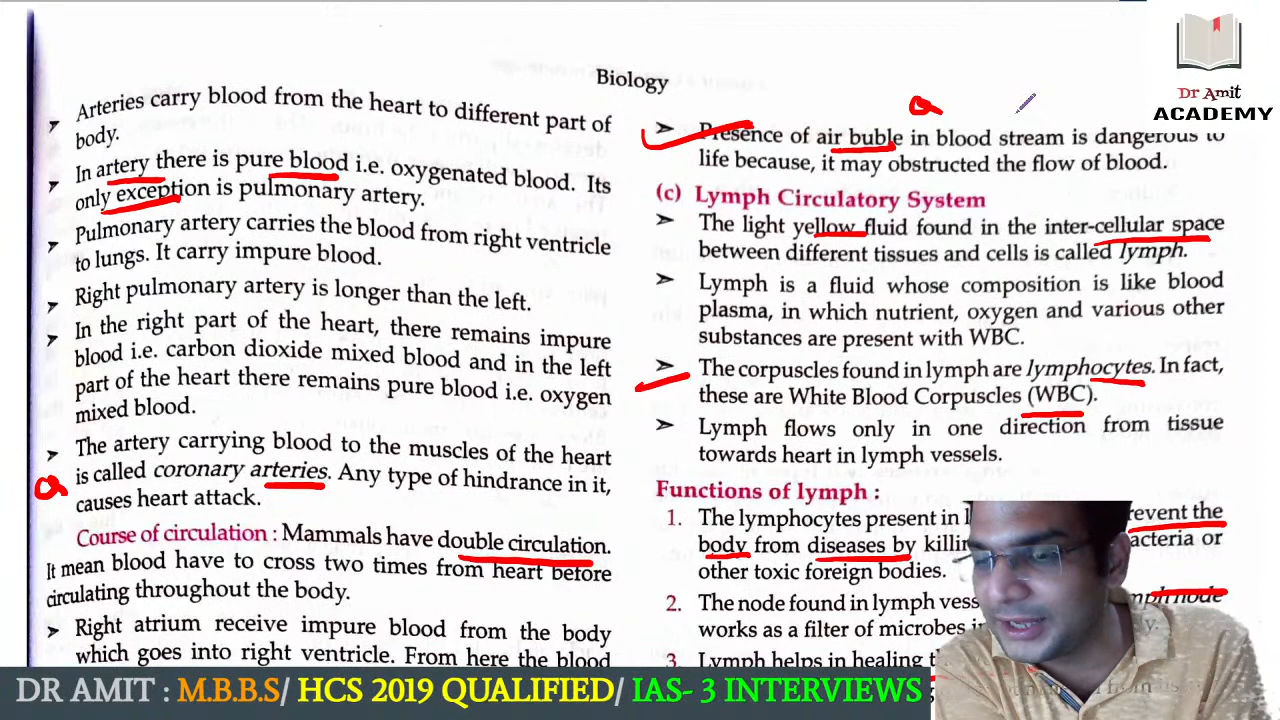 Biology
Arteries carry blood from the heart to different part of
body.
In artery there is pure blood i.e. oxygenated blood. Its
only exception is pulmonary artery.
Pulmonary artery carries the blood from right ventricle
to lungs. It carry impure blood.
Right pulmonary artery is longer than the left.
In the right part of the heart, there remains impure
blood i.e. carbon dioxide mixed blood and in the left
part of the heart there remains pure blood i.e. oxygen
mixed blood.
The artery carrying blood to the muscles of the heart
is called coronary arteries. Any type of hindrance in it,
causes heart attack.
Course of circulation : Mammals have double circulation.
It mean blood have to cross two times from heart before
circulating throughout the body.
Right atrium receive impure blood from the body
which goes into right ventricle. From here the blood
Presence of air buble in blood stream is dangerous to
life because, it may obstructed the flow of blood.
(c) Lymph Circulatory System
The light yellow fluid found in the inter-cellular space
between different tissues and cells is called lymph.
Lymph is a fluid whose composition is like blood
plasma, in which nutrient, oxygen and various other
substances are present with WBC.
The corpuscles found in lymph are lymphocytes. In fact,
these are White Blood Corpuscles (WBC).
Lymph flows only in one direction from tissue
towards heart in lymph vessels.
Functions of lymph :
1. The lymphocytes present in revent the
body from diseases by killin acteria or
other toxic foreign bodies.
2. The node found in lymph vess mph node
works as a filter of microbes i
3. Lymph helps in healing
Dr Amit
ACADEMY
DR AMIT : M.B.B.S/ HCS 2019 QUALIFIED/ IAS- 3 INTERVIEWS